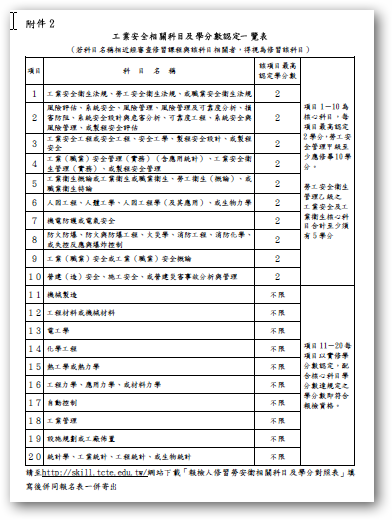 附件 2
工業安全相關科目及學分數認定一覽表
（若科目名稱相近經審查修習課程與該科目相關者，得視為修習該科目）
項目 科目名稱 該項目最高認定學分數
1 工業安全衛生法規、勞工安全衛生法規、或職業安全衛生法規 2
2 風險評估、系統安全、風險管理、風險管理及可靠度分析、損
害防阻、系統安全設計與危害分析、可靠度工程、系統安全與
風險管理、或製程安全評估 2
3 工業安全工程或安全工程、安全工學、製程安全設計、或製程
安全 2
4 工業（職業）安全管理（實務）（含應用統計）、工業安全衛
生管理（實務）、或製程安全管理 2
5 工業衛生概論或工業衛生或職業衛生、勞工衛生（概論）、或
職業衛生特論 2
6 人因工程、人體工學、人因工程學（及其應用）、或生物力學 2
7 機電防護或電氣安全 2
8 防火防爆、防火與防爆工程、火災學、消防工程、消防化學、
或失控反應與爆炸控制 2
9 工業（職業）安全或工業（職業）安全概論 2
10 營建（造）安全、施工安全、或營建災害事故分析與管理 2
項目 1-10 為
核心科目，每
項目最高認定
2 學分，勞工安
全管理甲級至
少應修畢10學
分。
勞工安全衛生
管理乙級之
工業安全及工
業衛生核心科
目合計至少須
有 5 學分
11 機械製造 不限
12 工程材料或機械材料 不限
13 電工學 不限
14 化學工程 不限
15 熱工學或熱力學 不限
16 工程力學、應用力學、或材料力學 不限
17 自動控制 不限
18 工業管理 不限
19 設施規劃或工廠佈置 不限
20 統計學、工業統計、工程統計、或生物統計 不限
項目 11-20 每
項目以實修學
分數認定，配
合核心科目學
分數達規定之
學分數即符合
報檢資格。
請至http://skill.tcte.edu.tw/網站下載「報檢人修習勞安衛相關科目及學分對照表」填
寫後併同報名表一併寄出